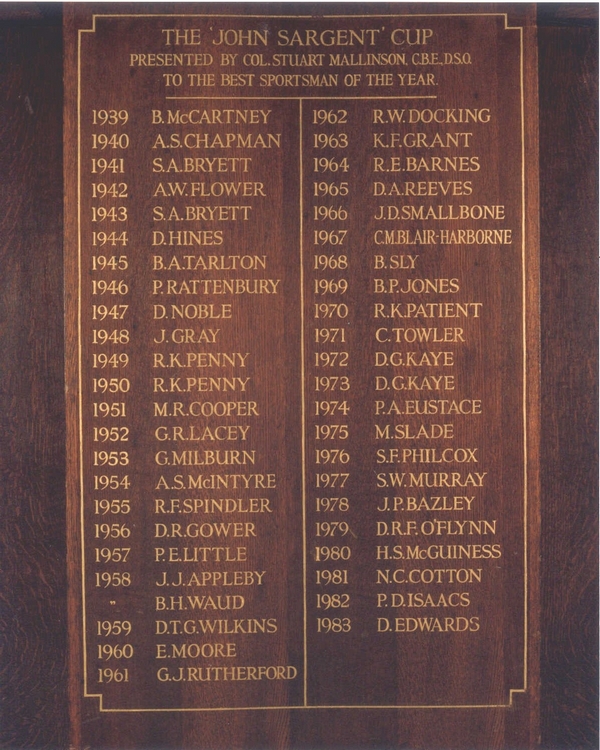 THE 'JOHN SARGENT' CUP
PRESENTED BY COL. STUART MALLINSON, C.B.E., D.S.O.
TO THE BEST SPORTSMAN OF THE YEAR.
1939 B. McCARTNEY
1940 A.S. CHAPMAN
1941 S.A. BRYETT
1942 A.W. FLOWER
1943 S.A. BRYETT
1944 D. HINES
1945 B.A. TARLTON
1946 P. RATTENBURY
1947 D. NOBLE
1948 J. GRAY
1949 R.K. PENNY
1950 R.K. PENNY
1951 M.R. COOPER
1952 G.R. LACEY
1953 G. MILBURN
1954 A.S. McINTYRE
1955 R.F. SPINDLER
1956 D.R. GOWER
1957 P.E. LITTLE
1958 J.J. APPLEBY
" B.H. WAUD
1959 D.T.G. WILKINS
1960 E. MOORE
1961 G.J. RUTHERFORD
1962 R.W. DOCKING
1963 K.F. GRANT
1964 R.E. BARNES
1965 D.A. REEVES
1966 J.D. SMALLBONE
1967 C.M. BLAIR-HARBORNE
1968 B. SLY
1969 B.P. JONES
1970 R.K. PATIENT
1971 C. TOWLER
1972 D.G. KAYE
1973 D.G. KAYE
1974 P.A. EUSTACE
1975 M. SLADE
1976 S.F. PHILCOX
1977 S.W. MURRAY
1978 J.P. BAZLEY
1979 D.R.F. O'FLYNN
1980 H.S. McGUINESS
1981 N.C. COTTON
1982 P.D. ISAACS
1983 D. EDWARDS